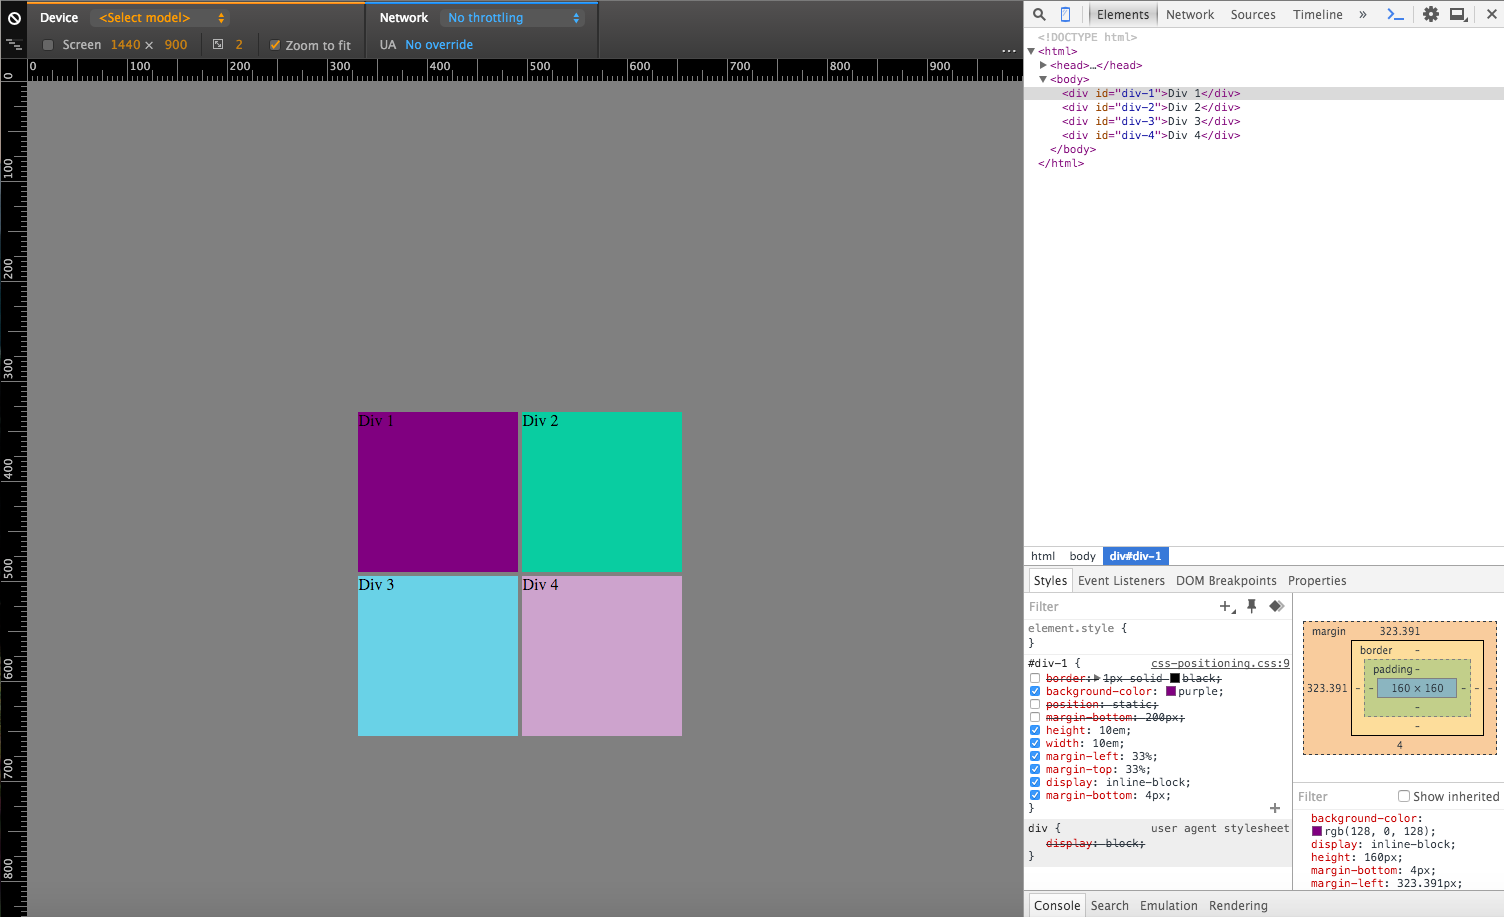 Device <Select model> Network No throttling
Screen 1440 × 900 2 Zoom to fit UA No override ...
0 100 200 300 400 500 600 700 800 900
0
100
200
300
400
500
600
700
800
Div 1 Div 2
Div 3 Div 4
Elements Network Sources Timeline »
<!DOCTYPE html>
<html>
<head>…</head>
<body>
<div id="div-1">Div 1</div>
<div id="div-2">Div 2</div>
<div id="div-3">Div 3</div>
<div id="div-4">Div 4</div>
</body>
</html>
html body div#div-1
Styles Event Listeners DOM Breakpoints Properties
Filter
element.style {
}
#div-1 { css-positioning.css:9
border: 1px solid black;
background-color: purple;
position: static;
margin-bottom: 200px;
height: 10em;
width: 10em;
margin-left: 33%;
margin-top: 33%;
display: inline-block;
margin-bottom: 4px;
}
div { user agent stylesheet
display: block;
}
margin 323.391
border -
padding -
323.391 - - 160 × 160 - - -
-
-
4
Filter Show inherited
background-color:
rgb(128, 0, 128);
display: inline-block;
height: 160px;
margin-bottom: 4px;
margin-left: 323.391px;
Console Search Emulation Rendering